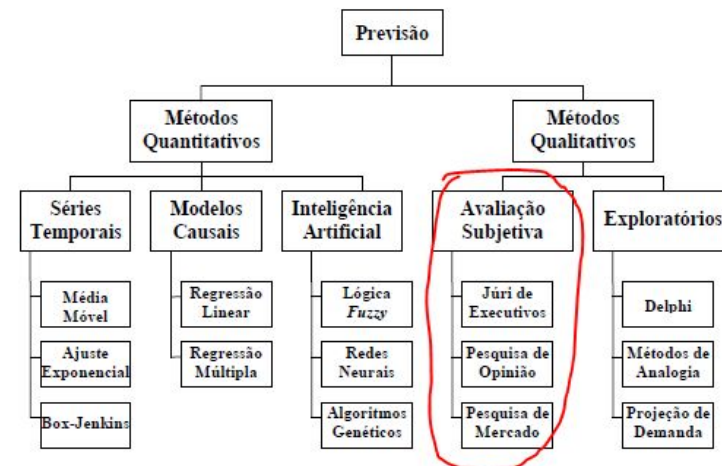 Previsão
Métodos
Quantitativos
Métodos
Qualitativos
Séries
Temporais
Modelos
Causais
Inteligência
Artificial
Avaliação
Subjetiva
Exploratórios
Média
Móvel
Ajuste
Exponencial
Box-Jenkins
Regressão
Linear
Regressão
Múltipla
Lógica
Fuzzy
Redes
Neurais
Algoritmos
Genéticos
Júri de
Executivos
Pesquisa de
Opinião
Pesquisa de
Mercado
Delphi
Métodos de
Analogia
Projeção de
Demanda